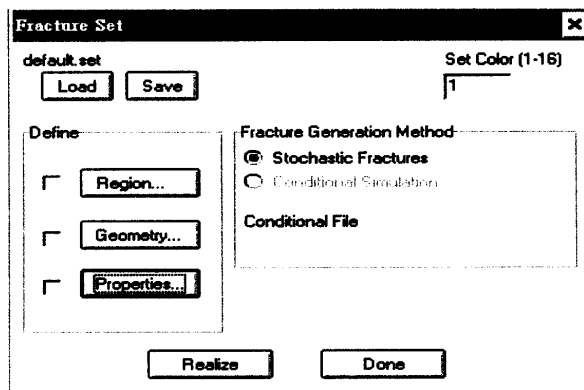 Fracture Set
default.set
Set Color (1-16)
Load
Save
1
Define
Fracture Generation Method
Stochastic Fractures
Region...
Conditional Simulation
Geometry...
Conditional File
Properties...
Realize
Done